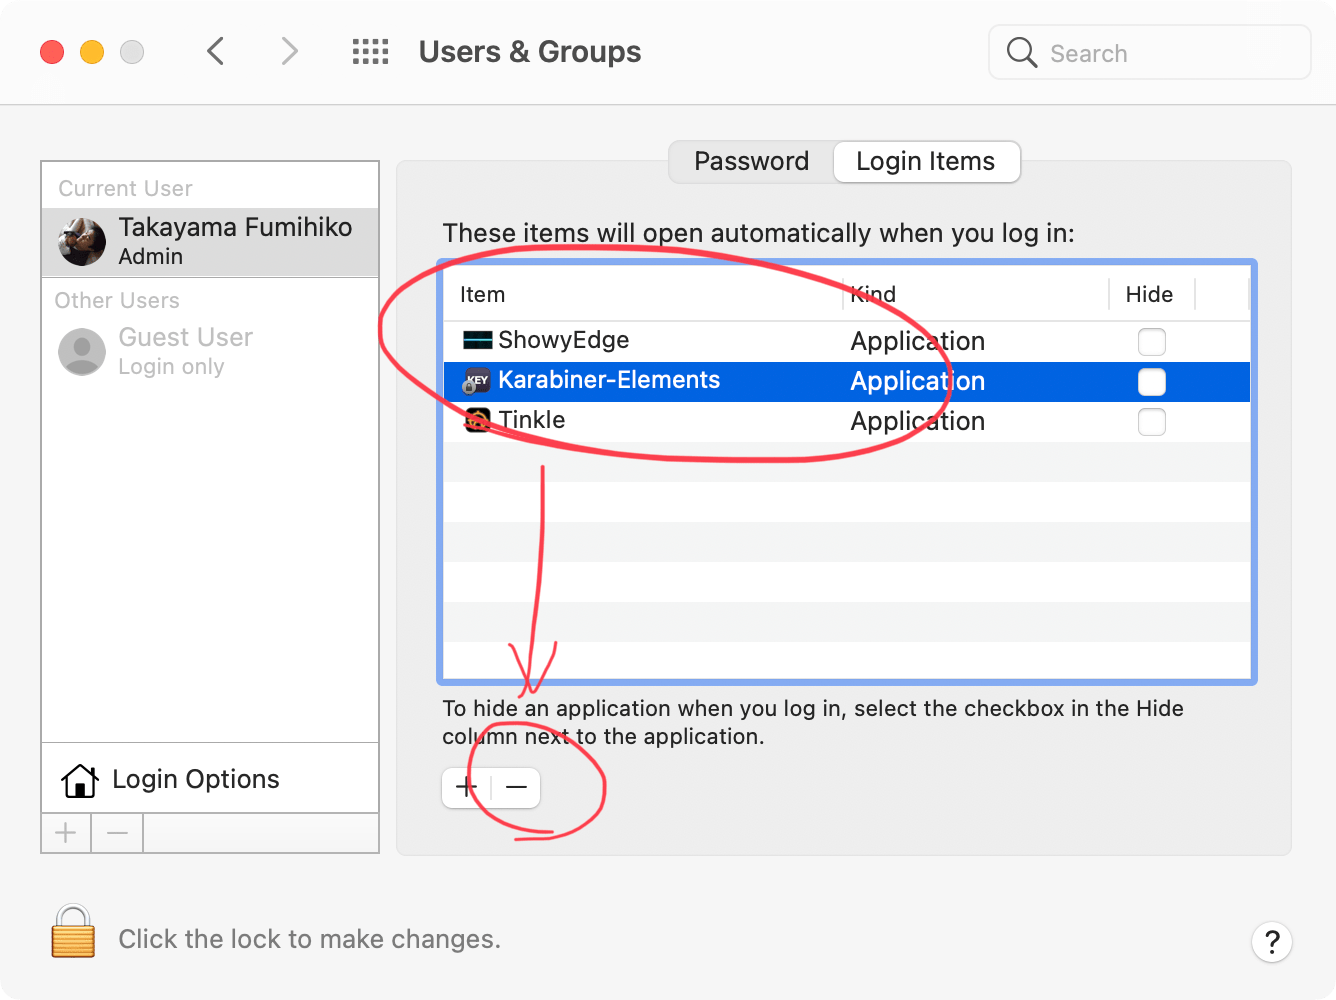 Users & Groups
Search
Password
Login Items
Current User
Takayama Fumihiko
Admin
Other Users
Guest User
Login only
Login Options
These items will open automatically when you log in:
Item Kind Hide
ShowyEdge Application
KEY Karabiner-Elements Application
Tinkle Application
To hide an application when you log in, select the checkbox in the Hide
column next to the application.
+ −
+ −
Click the lock to make changes.
?